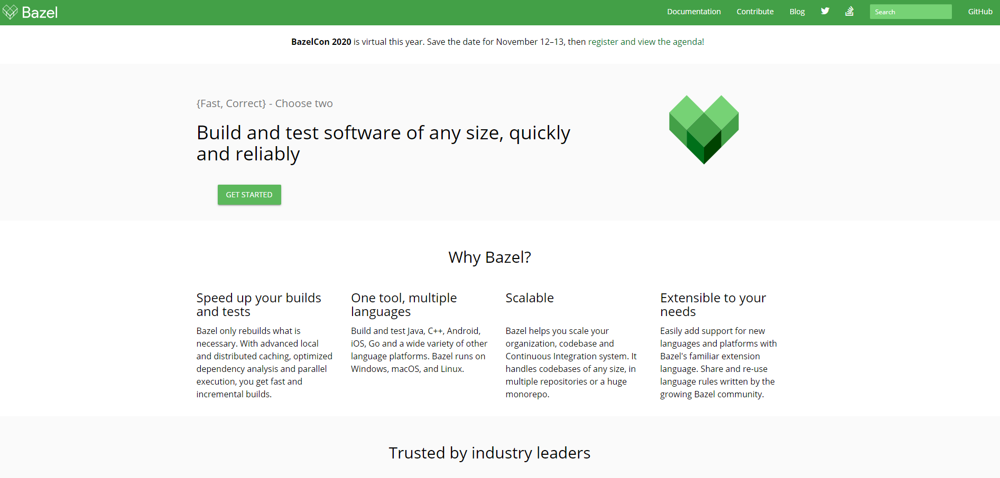 Bazel
Documentation Contribute Blog Search GitHub
BazelCon 2020 is virtual this year. Save the date for November 12–13, then register and view the agenda!
{Fast, Correct} - Choose two
Build and test software of any size, quickly
and reliably
GET STARTED
Why Bazel?
Speed up your builds
and tests
Bazel only rebuilds what is
necessary. With advanced local
and distributed caching, optimized
dependency analysis and parallel
execution, you get fast and
incremental builds.
One tool, multiple
languages
Build and test Java, C++, Android,
iOS, Go and a wide variety of other
language platforms. Bazel runs on
Windows, macOS, and Linux.
Scalable
Bazel helps you scale your
organization, codebase and
Continuous Integration system. It
handles codebases of any size, in
multiple repositories or a huge
monorepo.
Extensible to your
needs
Easily add support for new
languages and platforms with
Bazel's familiar extension
language. Share and re-use
language rules written by the
growing Bazel community.
Trusted by industry leaders